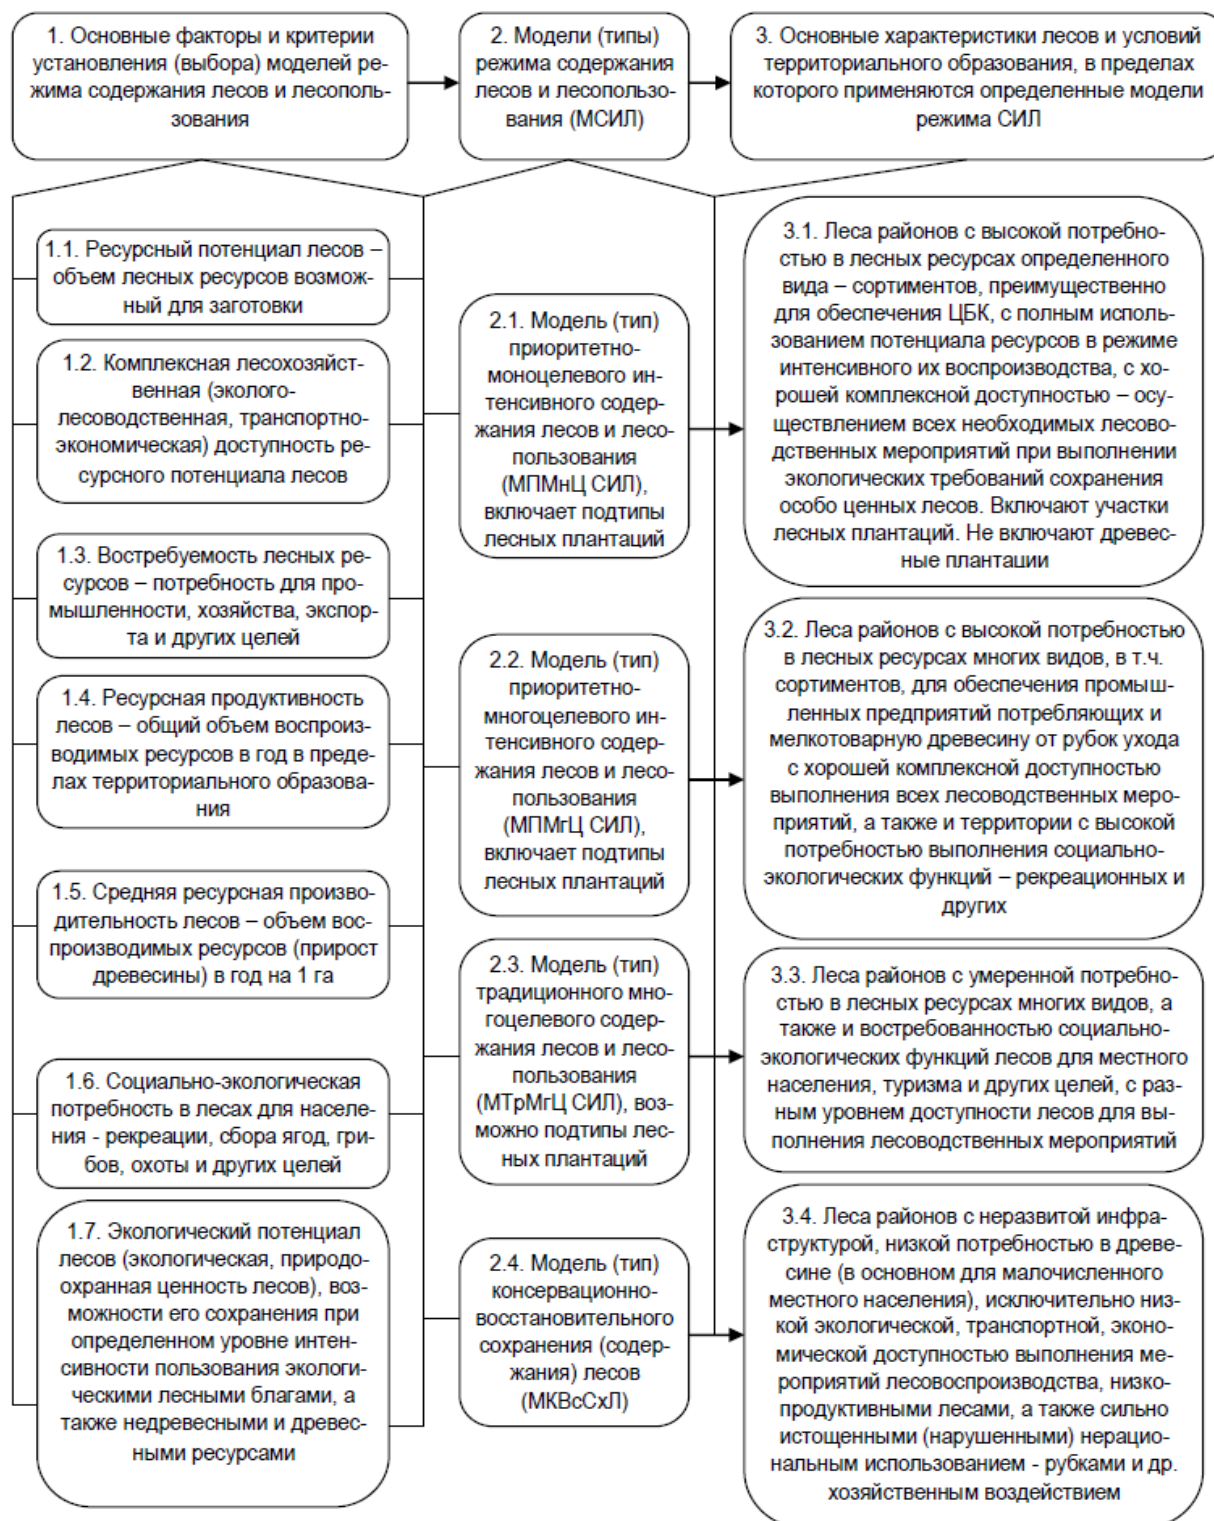 1. Основные факторы и критерии
установления (выбора) моделей ре-
жима содержания лесов и лесополь-
зования
2. Модели (типы)
режима содержания
лесов и лесопользо-
вания (МСИЛ)
3. Основные характеристики лесов и условий
территориального образования, в пределах
которого применяются определенные модели
режима СИЛ
1.1. Ресурсный потенциал лесов –
объем лесных ресурсов возмож-
ный для заготовки
1.2. Комплексная лесохозяйст-
венная (эколого-
лесоводственная, транспортно-
экономическая) доступность ре-
сурсного потенциала лесов
1.3. Востребуемость лесных ре-
сурсов – потребность для про-
мышленности, хозяйства, экспор-
та и других целей
1.4. Ресурсная продуктивность
лесов – общий объем воспроиз-
водимых ресурсов в год в преде-
лах территориального образова-
ния
1.5. Средняя ресурсная произво-
дительность лесов – объем вос-
производимых ресурсов (прирост
древесины) в год на 1 га
1.6. Социально-экологическая
потребность в лесах для населе-
ния - рекреации, сбора ягод, гри-
бов, охоты и других целей
1.7. Экологический потенциал
лесов (экологическая, природо-
охранная ценность лесов), воз-
можности его сохранения при
определенном уровне интен-
сивности пользования экологи-
ческими лесными благами, а
также недревесными и древес-
ными ресурсами
2.1. Модель (тип)
приоритетно-
моноцелевого ин-
тенсивного содер-
жания лесов и лесо-
пользования
(МПМнЦ СИЛ),
включает подтипы
лесных плантаций
2.2. Модель (тип)
приоритетно-
многоцелевого ин-
тенсивного содер-
жания лесов и лесо-
пользования
(МПМгЦ СИЛ),
включает подтипы
лесных плантаций
2.3. Модель (тип)
традиционного мно-
гоцелевого содер-
жания лесов и лесо-
пользования
(МТрМгЦ СИЛ), воз-
можно подтипы лес-
ных плантаций
2.4. Модель (тип)
консервационно-
восстановительного
сохранения (содер-
жания) лесов
(МКВсСхЛ)
3.1. Леса районов с высокой потребно-
стью в лесных ресурсах определенного
вида – сортиментов, преимущественно
для обеспечения ЦБК, с полным исполь-
зованием потенциала ресурсов в режиме
интенсивного их воспроизводства, с хо-
рошей комплексной доступностью – осу-
ществлением всех необходимых лесово-
дственных мероприятий при выполнении
экологических требований сохранения
особо ценных лесов. Включают участки
лесных плантаций. Не включают древес-
ные плантации
3.2. Леса районов с высокой потребностью
в лесных ресурсах многих видов, в т.ч.
сортиментов, для обеспечения промыш-
ленных предприятий потребляющих и
мелкотоварную древесину от рубок ухода
с хорошей комплексной доступностью
выполнения всех лесоводственных меро-
приятий, а также и территории с высокой
потребностью выполнения социально-
экологических функций – рекреационных и
других
3.3. Леса районов с умеренной потребно-
стью в лесных ресурсах многих видов, а
также и востребованностью социально-
экологических функций лесов для местного
населения, туризма и других целей, с раз-
ным уровнем доступности лесов для вы-
полнения лесоводственных мероприятий
3.4. Леса районов с неразвитой инфра-
структурой, низкой потребностью в древе-
сине (в основном для малочисленного
местного населения), исключительно низ-
кой экологической, транспортной, эконо-
мической доступностью выполнения ме-
роприятий лесовоспроизводства, низко-
продуктивными лесами, а также сильно
истощенными (нарушенными) нерацио-
нальным использованием - рубками и др.
хозяйственным воздействием